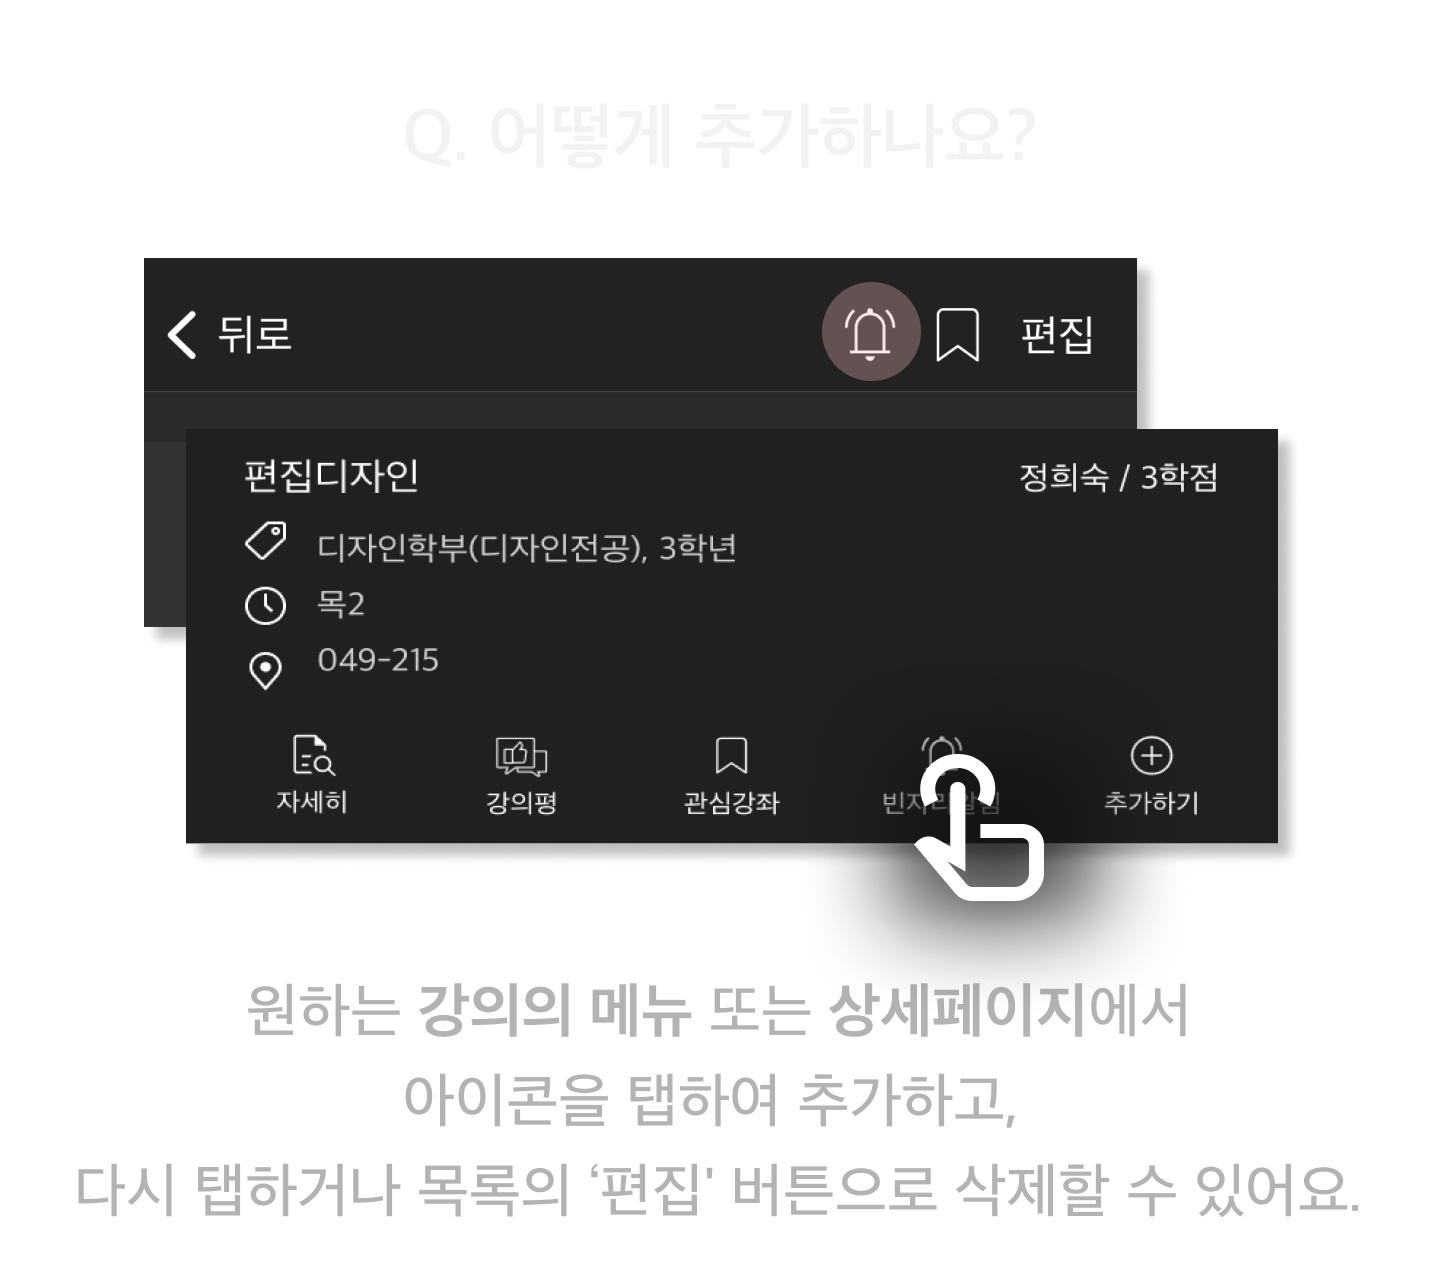 Q. 어떻게 추가하나요?
뒤로 편집
편집디자인 정희숙 / 3학점
디자인학부(디자인전공), 3학년
목2
049-215
자세히 강의평 관심강좌 빈자리알림 추가하기
원하는 강의의 메뉴 또는 상세페이지에서
아이콘을 탭하여 추가하고,
다시 탭하거나 목록의 ‘편집' 버튼으로 삭제할 수 있어요.